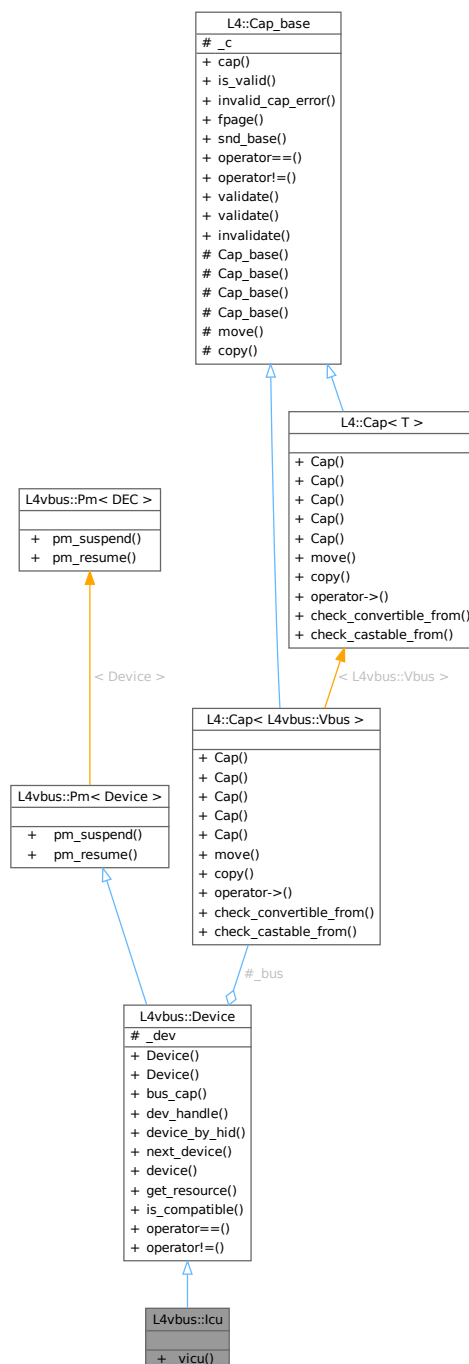 L4::Cap_base
# _c
+ cap()
+ is_valid()
+ invalid_cap_error()
+ fpage()
+ snd_base()
+ operator==()
+ operator!=()
+ validate()
+ validate()
+ invalidate()
# Cap_base()
# Cap_base()
# Cap_base()
# Cap_base()
# move()
# copy()
L4::Cap< T >
+ Cap()
+ Cap()
+ Cap()
+ Cap()
+ Cap()
+ move()
+ copy()
+ operator->()
+ check_convertible_from()
+ check_castable_from()
L4vbus::Pm< DEC >
+ pm_suspend()
+ pm_resume()
< Device >
< L4vbus::Vbus >
L4::Cap< L4vbus::Vbus >
+ Cap()
+ Cap()
+ Cap()
+ Cap()
+ Cap()
+ move()
+ copy()
+ operator->()
+ check_convertible_from()
+ check_castable_from()
L4vbus::Pm< Device >
+ pm_suspend()
+ pm_resume()
#_bus
L4vbus::Device
# _dev
+ Device()
+ Device()
+ bus_cap()
+ dev_handle()
+ device_by_hid()
+ next_device()
+ device()
+ get_resource()
+ is_compatible()
+ operator==()
+ operator!=()
L4vbus::Icu
+ vicu()